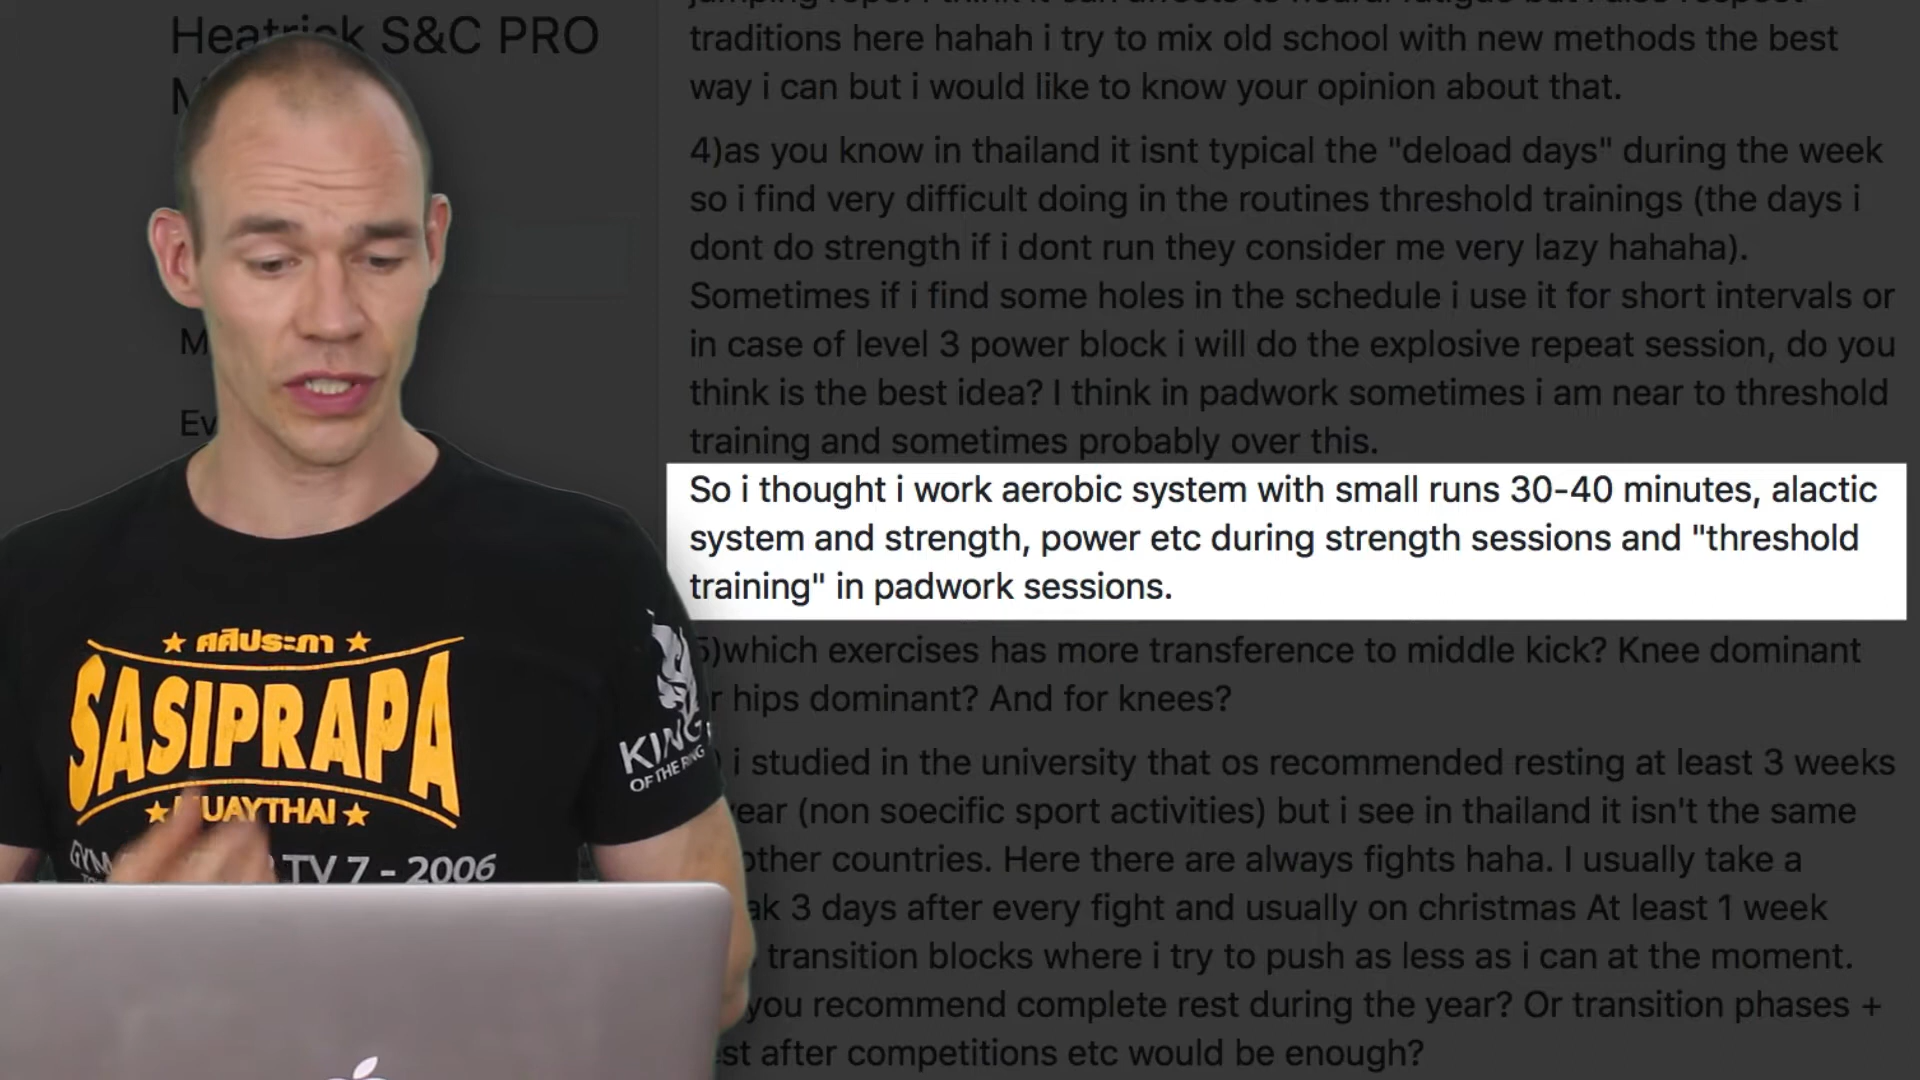 Heatrick S&C PRO
traditions here hahah i try to mix old school with new methods the best
way i can but i would like to know your opinion about that.
4)as you know in thailand it isnt typical the "deload days" during the week
so i find very difficult doing in the routines threshold trainings (the days i
dont do strength if i dont run they consider me very lazy hahaha).
Sometimes if i find some holes in the schedule i use it for short intervals or
in case of level 3 power block i will do the explosive repeat session, do you
think is the best idea? I think in padwork sometimes i am near to threshold
training and sometimes probably over this.
So i thought i work aerobic system with small runs 30-40 minutes, alactic
system and strength, power etc during strength sessions and "threshold
training" in padwork sessions.
5)which exercises has more transference to middle kick? Knee dominant
hips dominant? And for knees?
i studied in the university that os recommended resting at least 3 weeks
year (non soecific sport activities) but i see in thailand it isn't the same
other countries. Here there are always fights haha. I usually take a
3 days after every fight and usually on christmas At least 1 week
transition blocks where i try to push as less as i can at the moment.
you recommend complete rest during the year? Or transition phases +
after competitions etc would be enough?
ศศิประภา
SASIPRAPA
MUAYTHAI
TV 7 - 2006
KING
OF THE RING